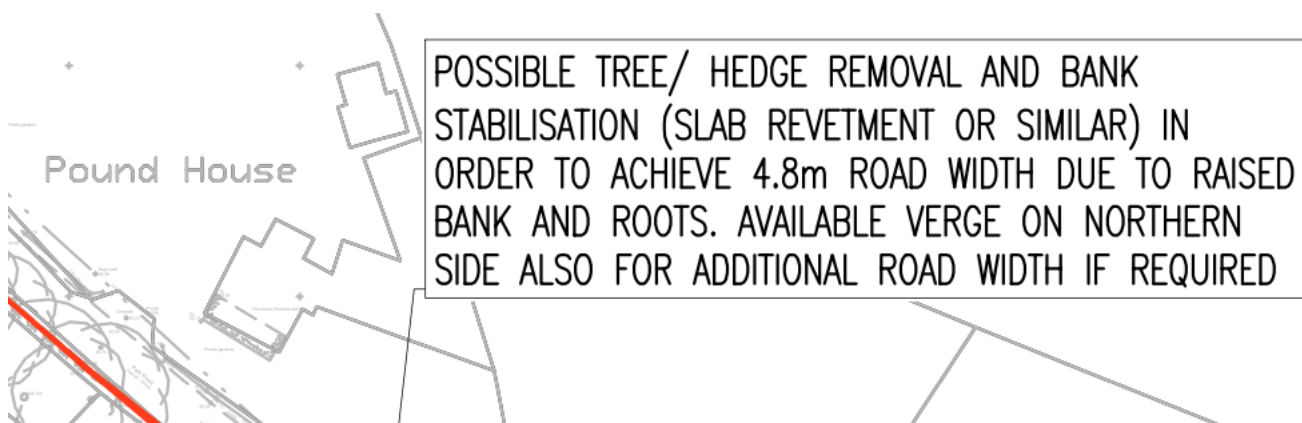 POSSIBLE TREE/ HEDGE REMOVAL AND BANK
STABILISATION (SLAB REVETMENT OR SIMILAR) IN
ORDER TO ACHIEVE 4.8m ROAD WIDTH DUE TO RAISED
BANK AND ROOTS. AVAILABLE VERGE ON NORTHERN
SIDE ALSO FOR ADDITIONAL ROAD WIDTH IF REQUIRED
Pound House